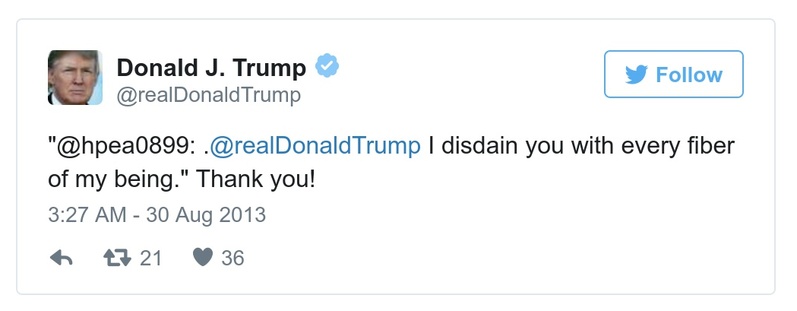 Donald J. Trump
@realDonaldTrump
Follow
"@hpea0899: .@realDonaldTrump I disdain you with every fiber
of my being." Thank you!
3:27 AM - 30 Aug 2013
21 36